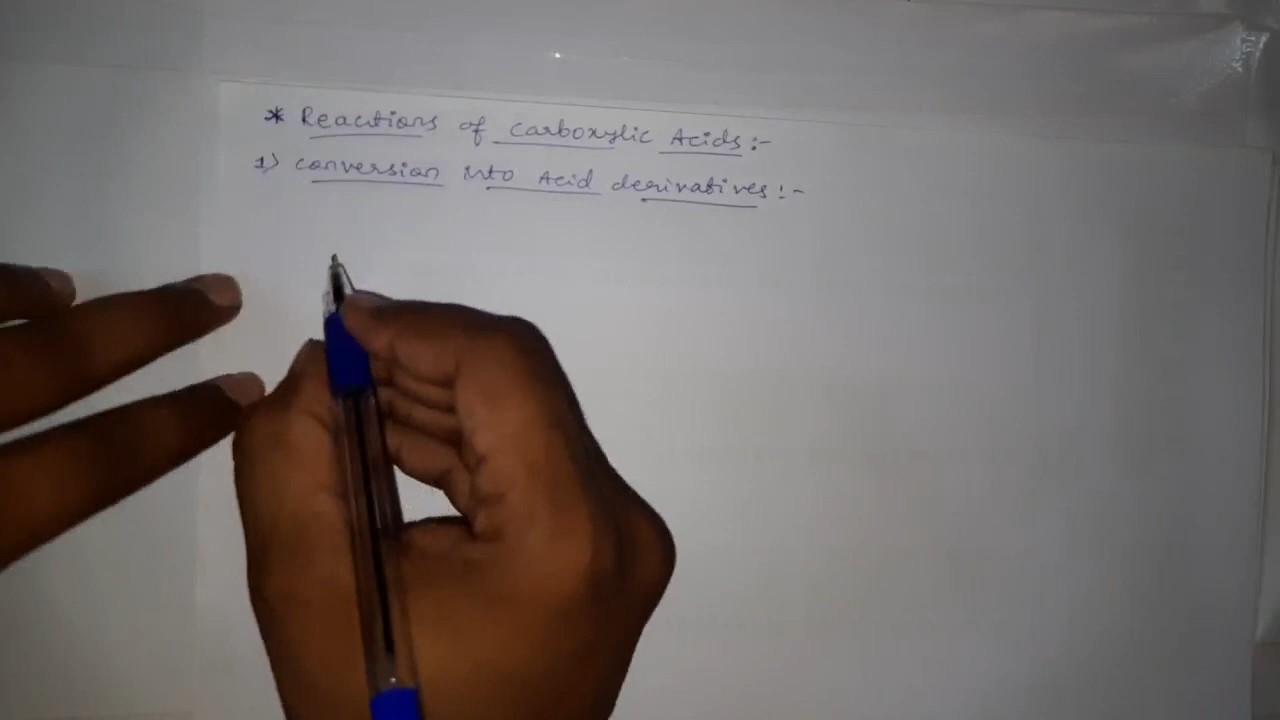 * Reactions of carboxylic Acids:-
1) conversion into Acid derivatives:-